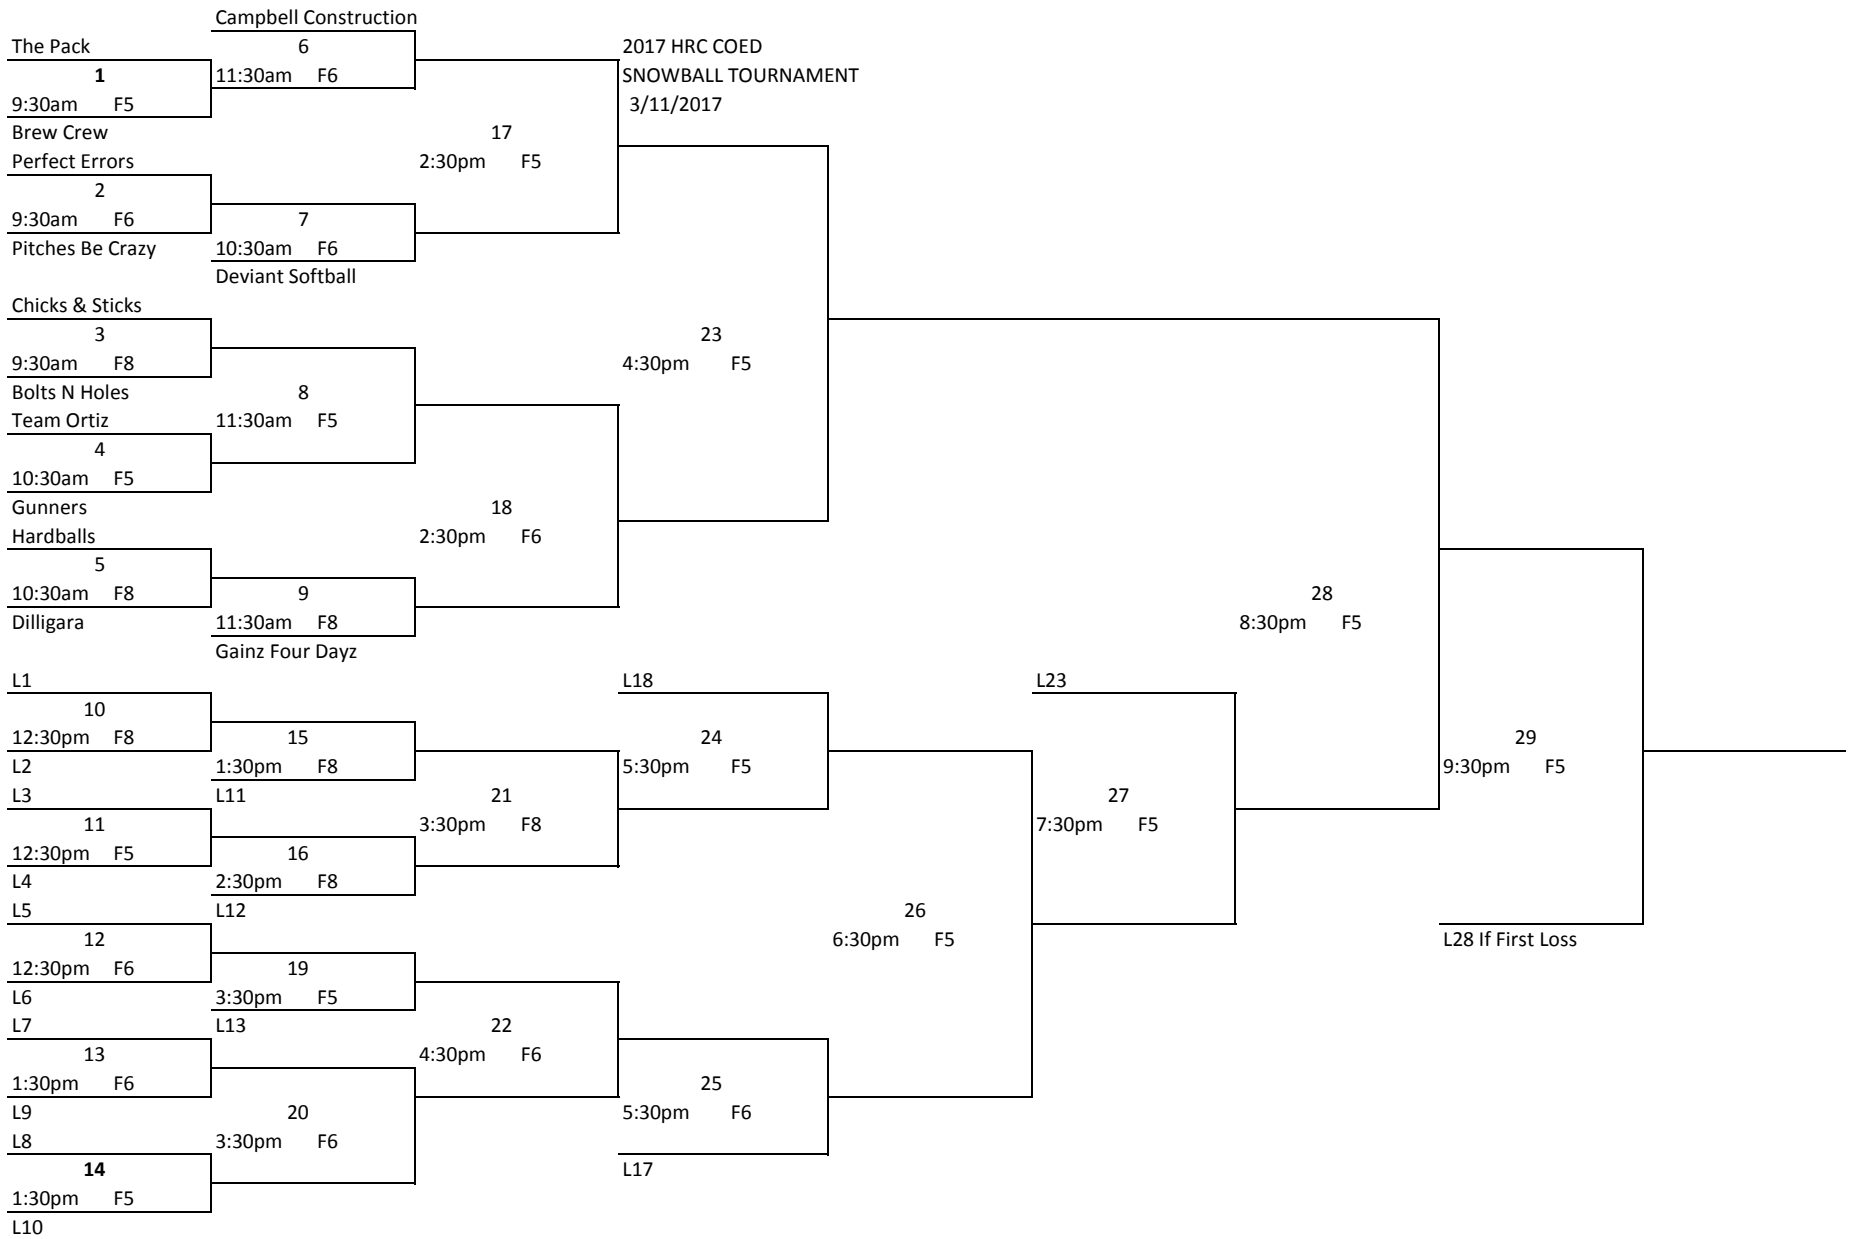 Campbell Construction
The Pack 6 2017 HRC COED
1 11:30am F6 SNOWBALL TOURNAMENT
9:30am F5 3/11/2017
Brew Crew 17
Perfect Errors 2:30pm F5
2
9:30am F6 7
Pitches Be Crazy 10:30am F6
Deviant Softball
Chicks & Sticks
3 23
9:30am F8 4:30pm F5
Bolts N Holes 8
Team Ortiz 11:30am F5
4
10:30am F5
Gunners 18
Hardballs 2:30pm F6
5
10:30am F8 9 28
Dilligara 11:30am F8 8:30pm F5
Gainz Four Dayz
L1 L18 L23
10
12:30pm F8 15 24 29
L2 1:30pm F8 5:30pm F5 9:30pm F5
L3 L11 21 27
11 3:30pm F8 7:30pm F5
12:30pm F5 16
L4 2:30pm F8
L5 L12 26
12 6:30pm F5 L28 If First Loss
12:30pm F6 19
L6 3:30pm F5
L7 L13 22
13 4:30pm F6
1:30pm F6 25
L9 20 5:30pm F6
L8 3:30pm F6
14 L17
1:30pm F5
L10